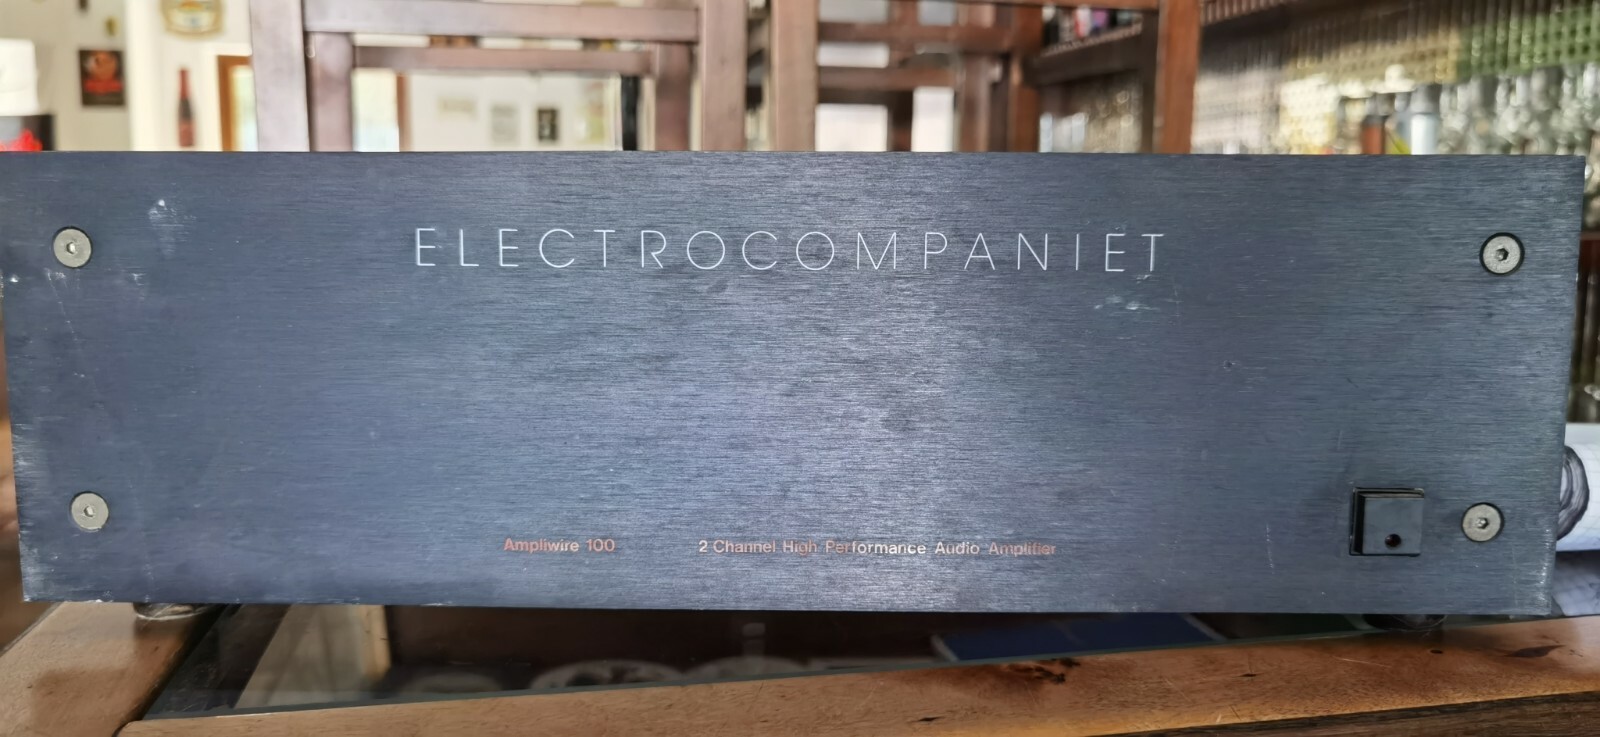 ELECTROCOMPANIET
Ampliwire 100 2 Channel High Performance Audio Amplifier